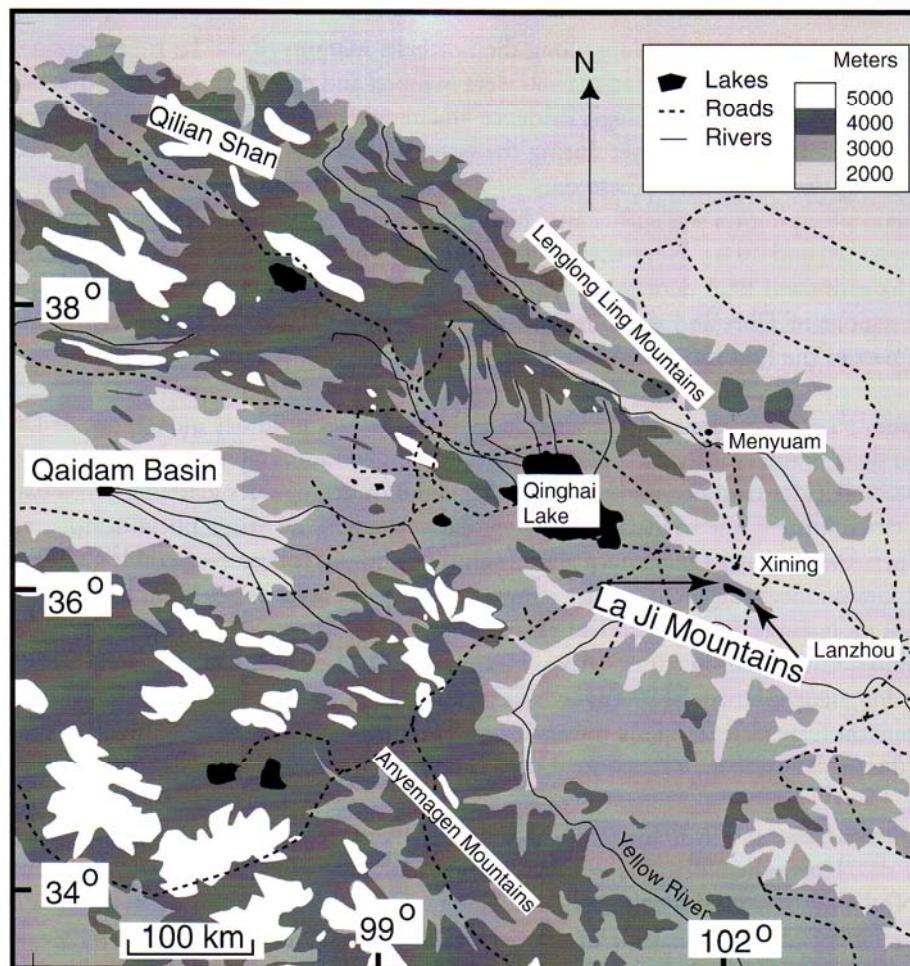 N
Meters
Lakes
Roads
Rivers
5000
4000
3000
2000
Qilian Shan
Lenglong Ling Mountains
38°
Menyuam
Qaidam Basin
Qinghai
Lake
Xining
36°
La Ji Mountains
Lanzhou
Anyemagen Mountains
Yellow River
34°
100 km
99°
102°